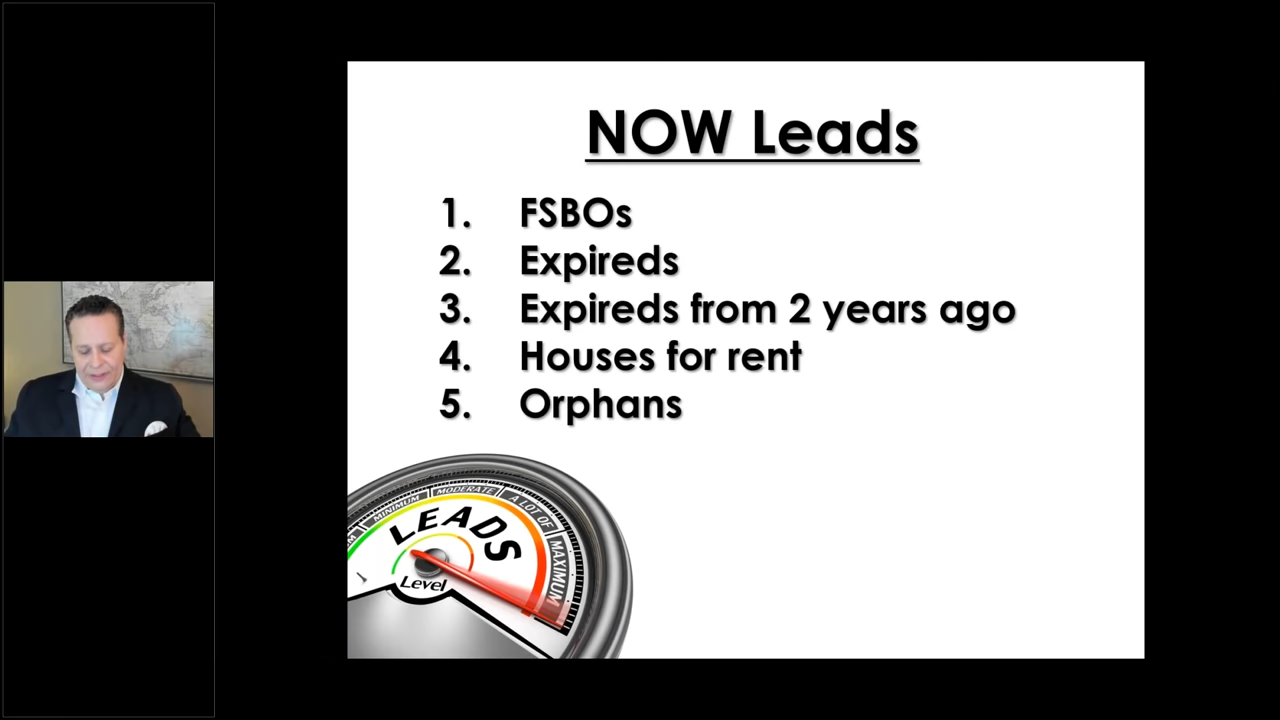 NOW Leads
1. FSBOs
2. Expireds
3. Expireds from 2 years ago
4. Houses for rent
5. Orphans
MINIMUM MODERATE A LOT OF MAXIMUM
LEADS
Level